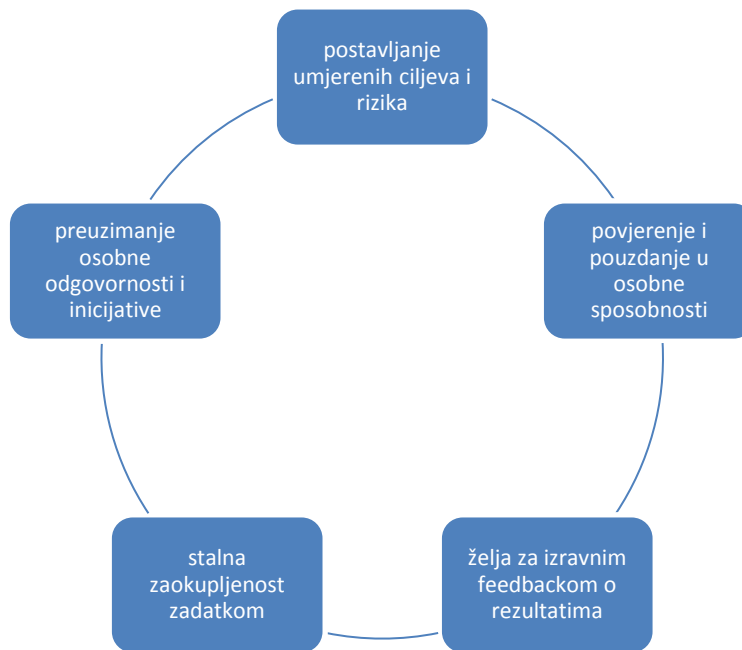 postavljanje
umjerenih ciljeva i
rizika
povjerenje i
pouzdanje u
osobne
sposobnosti
želja za izravnim
feedbackom o
rezultatima
stalna
zaokupljenost
zadatkom
preuzimanje
osobne
odgovornosti i
inicijative